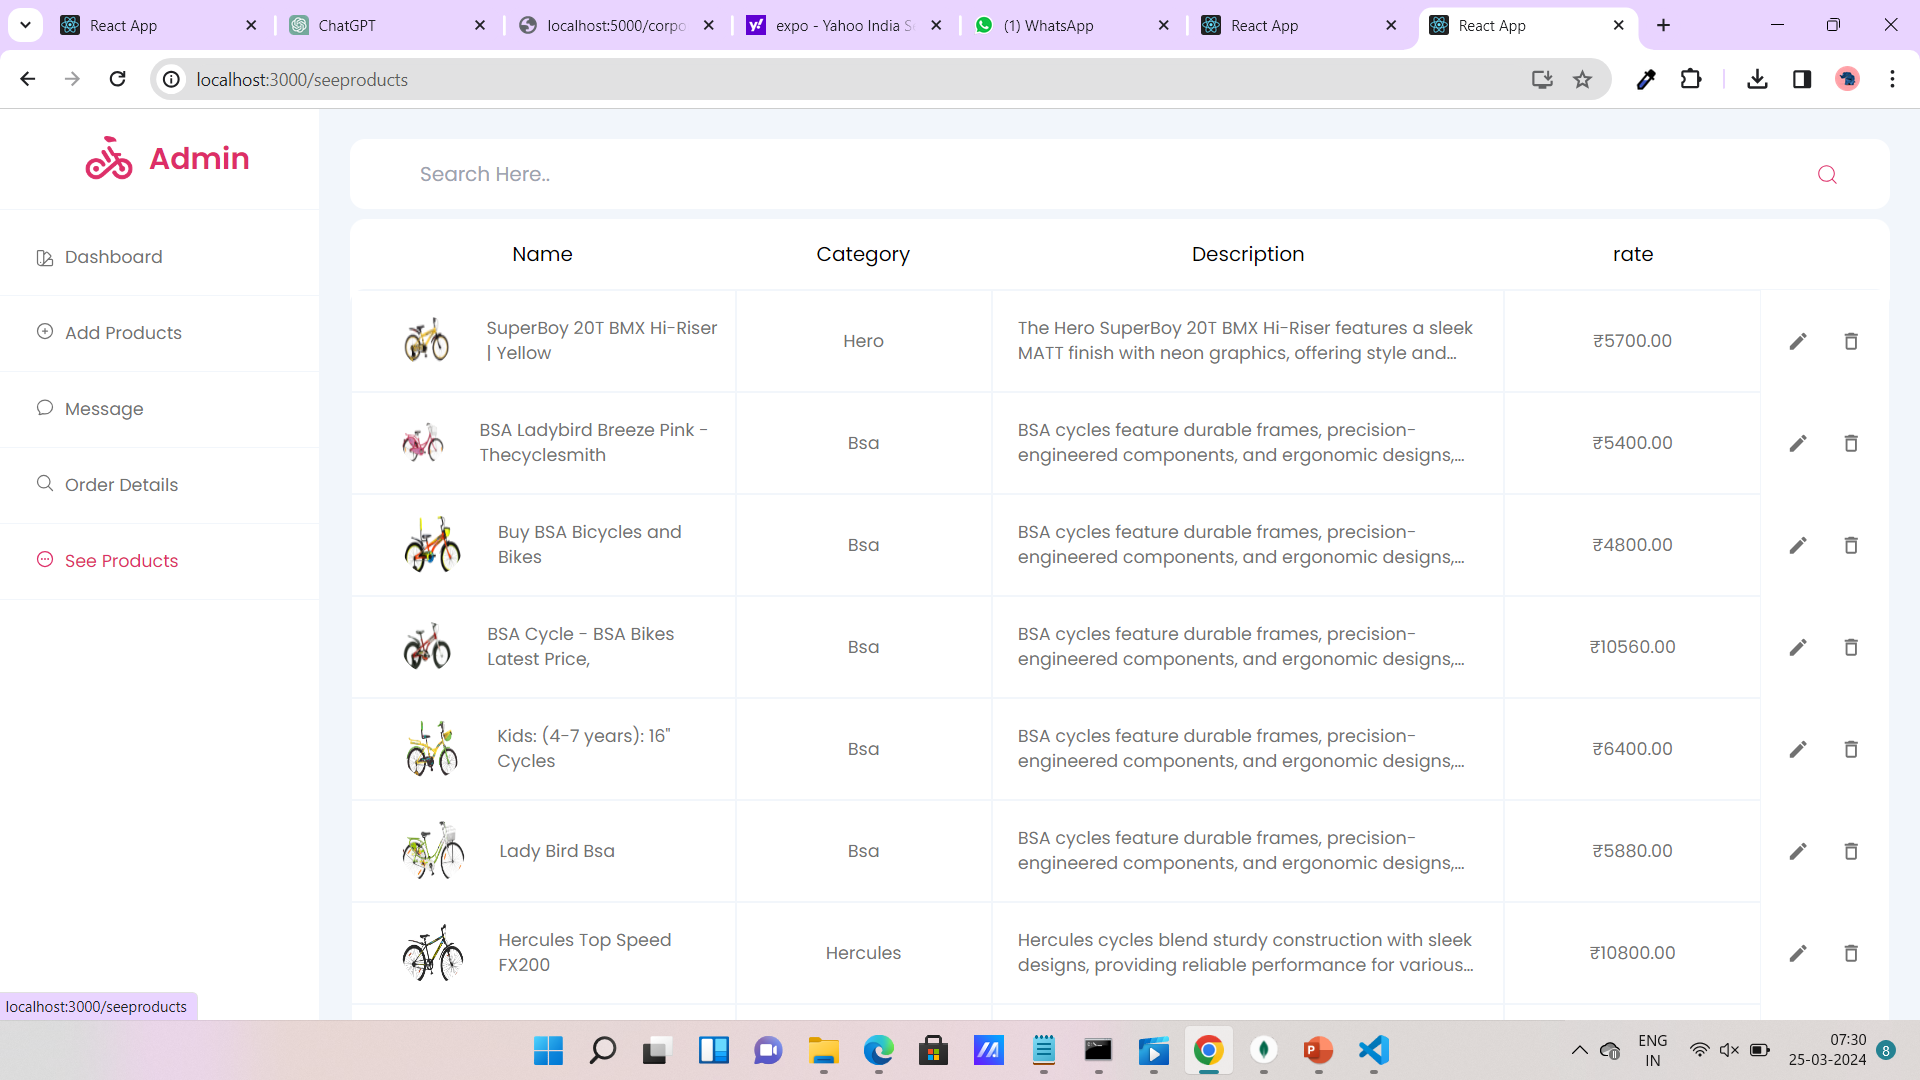 React App
ChatGPT
localhost:5000/corpo
expo - Yahoo India S
(1) WhatsApp
React App
React App
localhost:3000/seeproducts
Admin
Search Here..
Dashboard
Add Products
Message
Order Details
See Products
Name Category Description rate
SuperBoy 20T BMX Hi-Riser
| Yellow
Hero
The Hero SuperBoy 20T BMX Hi-Riser features a sleek
MATT finish with neon graphics, offering style and...
₹5700.00
BSA Ladybird Breeze Pink -
Thecyclesmith
Bsa
BSA cycles feature durable frames, precision-
engineered components, and ergonomic designs,...
₹5400.00
Buy BSA Bicycles and
Bikes
Bsa
BSA cycles feature durable frames, precision-
engineered components, and ergonomic designs,...
₹4800.00
BSA Cycle - BSA Bikes
Latest Price,
Bsa
BSA cycles feature durable frames, precision-
engineered components, and ergonomic designs,...
₹10560.00
Kids: (4-7 years): 16"
Cycles
Bsa
BSA cycles feature durable frames, precision-
engineered components, and ergonomic designs,...
₹6400.00
Lady Bird Bsa
Bsa
BSA cycles feature durable frames, precision-
engineered components, and ergonomic designs,...
₹5880.00
Hercules Top Speed
FX200
Hercules
Hercules cycles blend sturdy construction with sleek
designs, providing reliable performance for various...
₹10800.00
localhost:3000/seeproducts
ENG
IN
07:30
25-03-2024
8